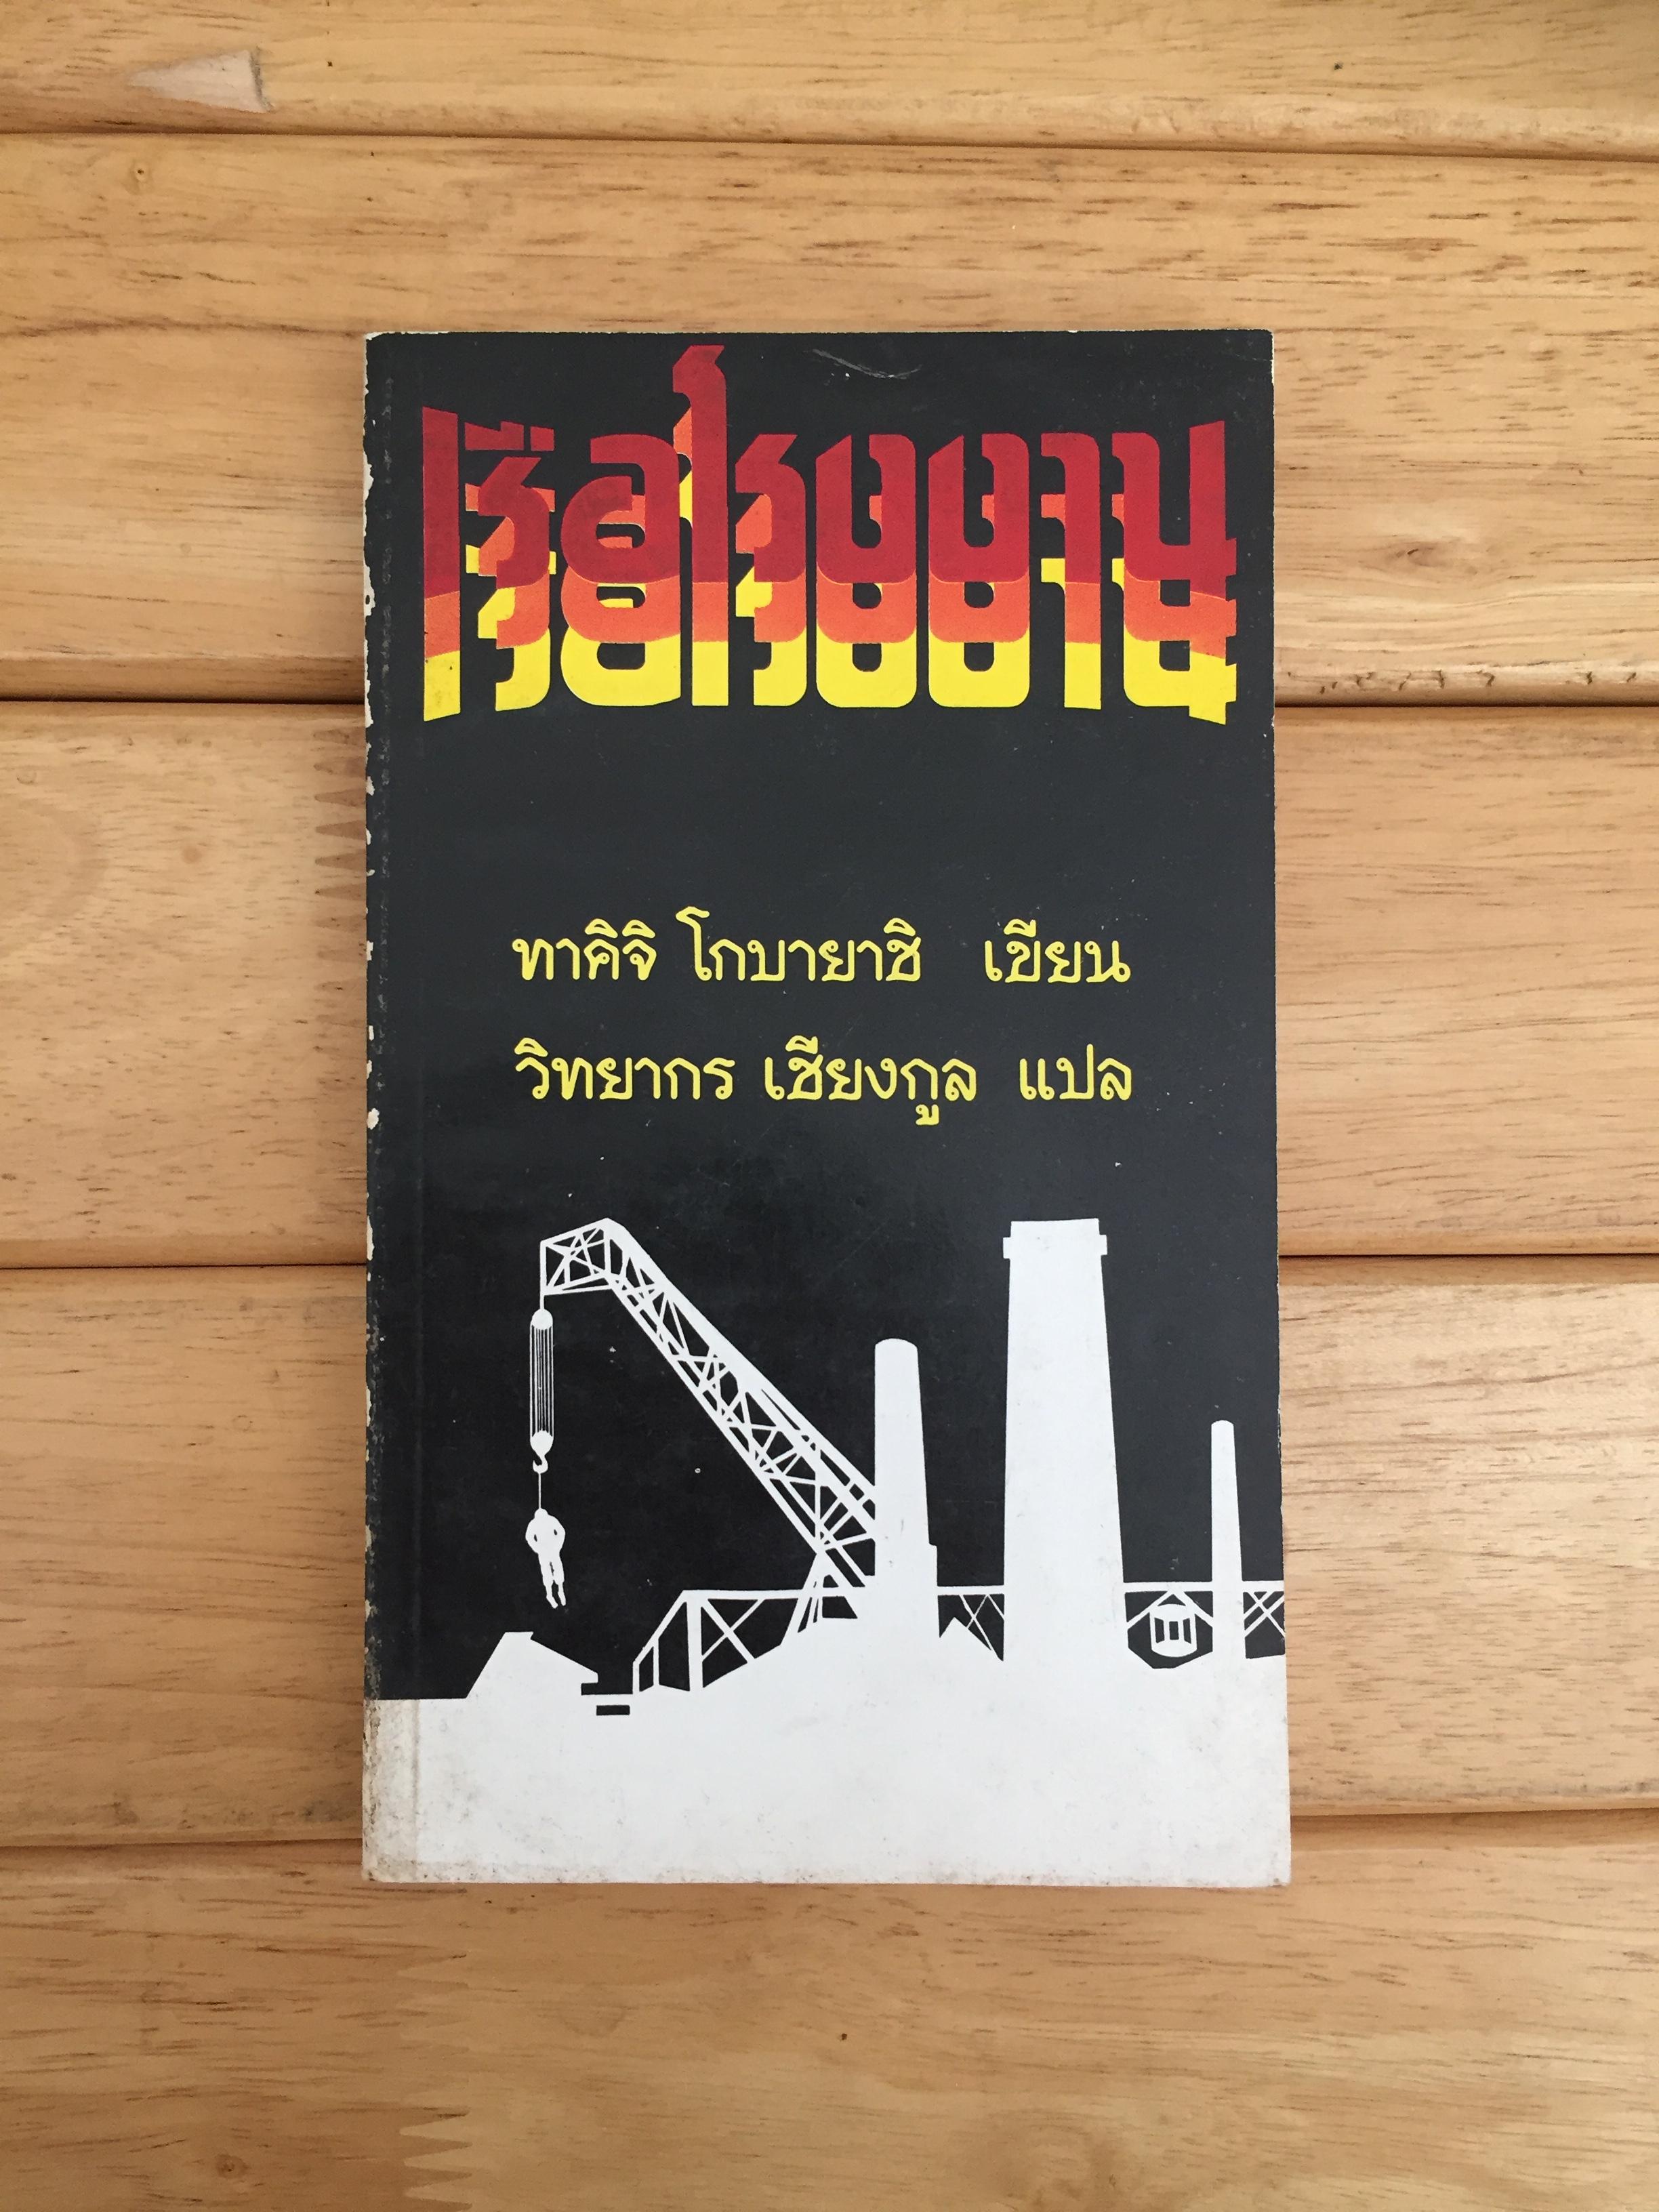 เรือโรงงาน
ทาคิจิ โกบายาชิ เขียน
วิทยากร เชียงกูล แปล